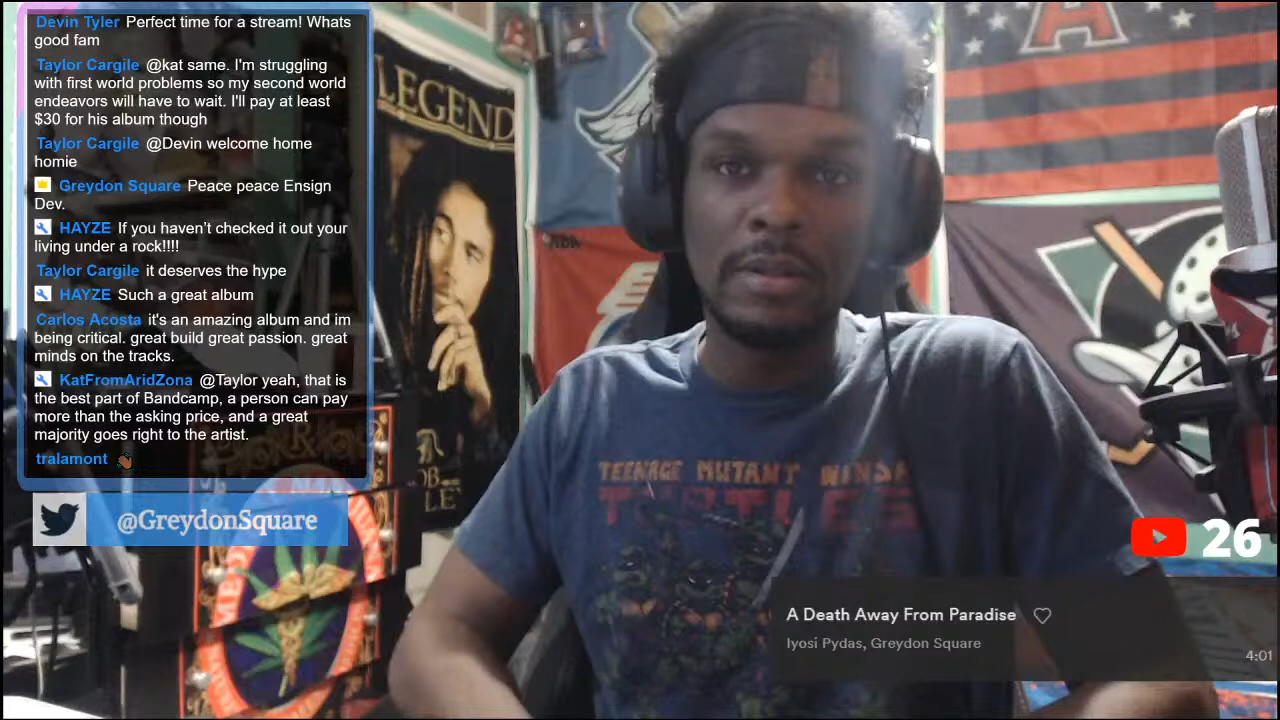 Devin Tyler Perfect time for a stream! Whats
good fam
Taylor Cargile @kat same. I'm struggling
with first world problems so my second world
endeavors will have to wait. I'll pay at least
$30 for his album though
Taylor Cargile @Devin welcome home
homie
Greydon Square Peace peace Ensign
Dev.
HAYZE If you haven't checked it out your
living under a rock!!!!
Taylor Cargile it deserves the hype
HAYZE Such a great album
Carlos Acosta it's an amazing album and im
being critical. great build great passion. great
minds on the tracks.
KatFromAridZona @Taylor yeah, that is
the best part of Bandcamp, a person can pay
more than the asking price, and a great
majority goes right to the artist.
tralamont
@GreydonSquare
LEGEND
A
TEENAGE MUTANT NINJA
TURTLES
26
A Death Away From Paradise
Iyosi Pydas, Greydon Square
4:01